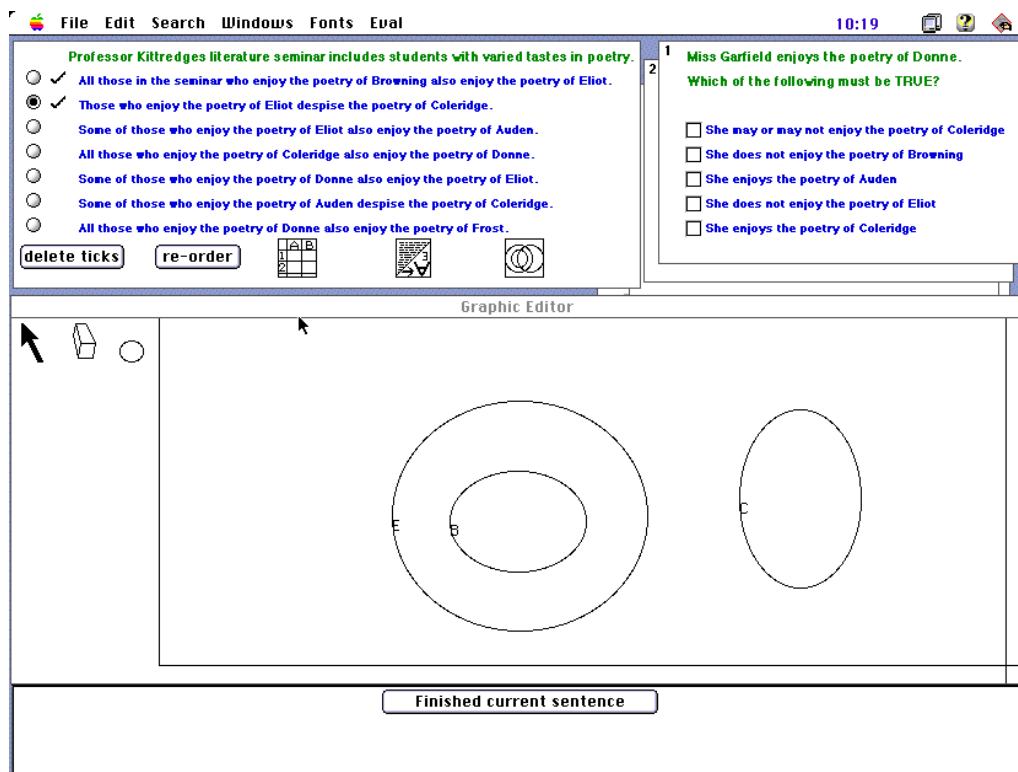 File Edit Search Windows Fonts Eval 10:19
Professor Kittredges literature seminar includes students with varied tastes in poetry.
All those in the seminar who enjoy the poetry of Browning also enjoy the poetry of Eliot.
Those who enjoy the poetry of Eliot despise the poetry of Coleridge.
Some of those who enjoy the poetry of Eliot also enjoy the poetry of Auden.
All those who enjoy the poetry of Coleridge also enjoy the poetry of Donne.
Some of those who enjoy the poetry of Donne also enjoy the poetry of Eliot.
Some of those who enjoy the poetry of Auden despise the poetry of Coleridge.
All those who enjoy the poetry of Donne also enjoy the poetry of Frost.
delete ticks
re-order
A B
1
2
∃
→∀
2
1
Miss Garfield enjoys the poetry of Donne.
Which of the following must be TRUE?
She may or may not enjoy the poetry of Coleridge
She does not enjoy the poetry of Browning
She enjoys the poetry of Auden
She does not enjoy the poetry of Eliot
She enjoys the poetry of Coleridge
Graphic Editor
E
B
C
Finished current sentence